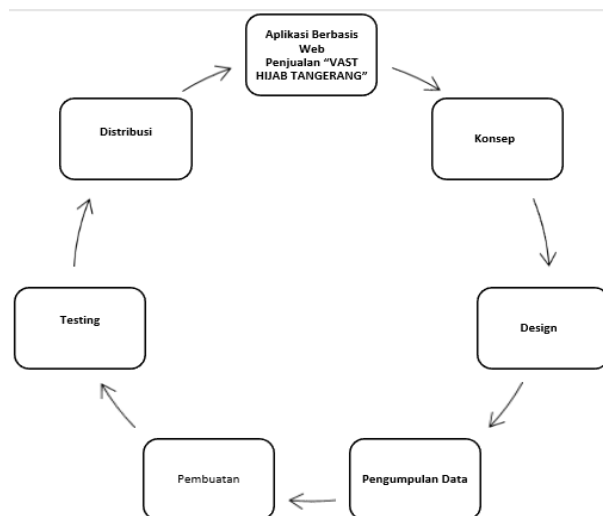 Aplikasi Berbasis
Web
Penjualan “VAST
HIJAB TANGERANG”
Konsep
Design
Pengumpulan Data
Pembuatan
Testing
Distribusi